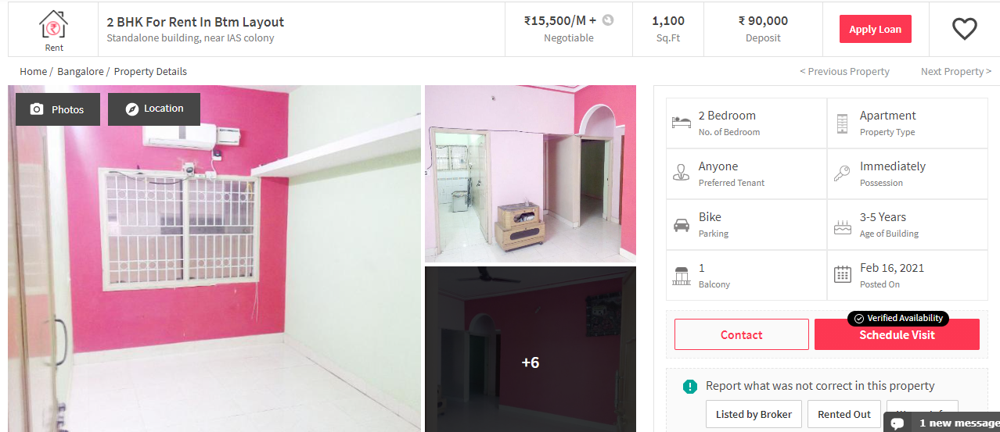 Rent
2 BHK For Rent In Btm Layout
Standalone building, near IAS colony
₹15,500/M +
Negotiable
1,100
Sq.Ft
₹ 90,000
Deposit
Apply Loan
Home / Bangalore / Property Details
< Previous Property
Next Property >
Photos
Location
+6
2 Bedroom
No. of Bedroom
Apartment
Property Type
Anyone
Preferred Tenant
Immediately
Possession
Bike
Parking
3-5 Years
Age of Building
1
Balcony
Feb 16, 2021
Posted On
Contact
Verified Availability
Schedule Visit
Report what was not correct in this property
Listed by Broker
Rented Out
1 new message